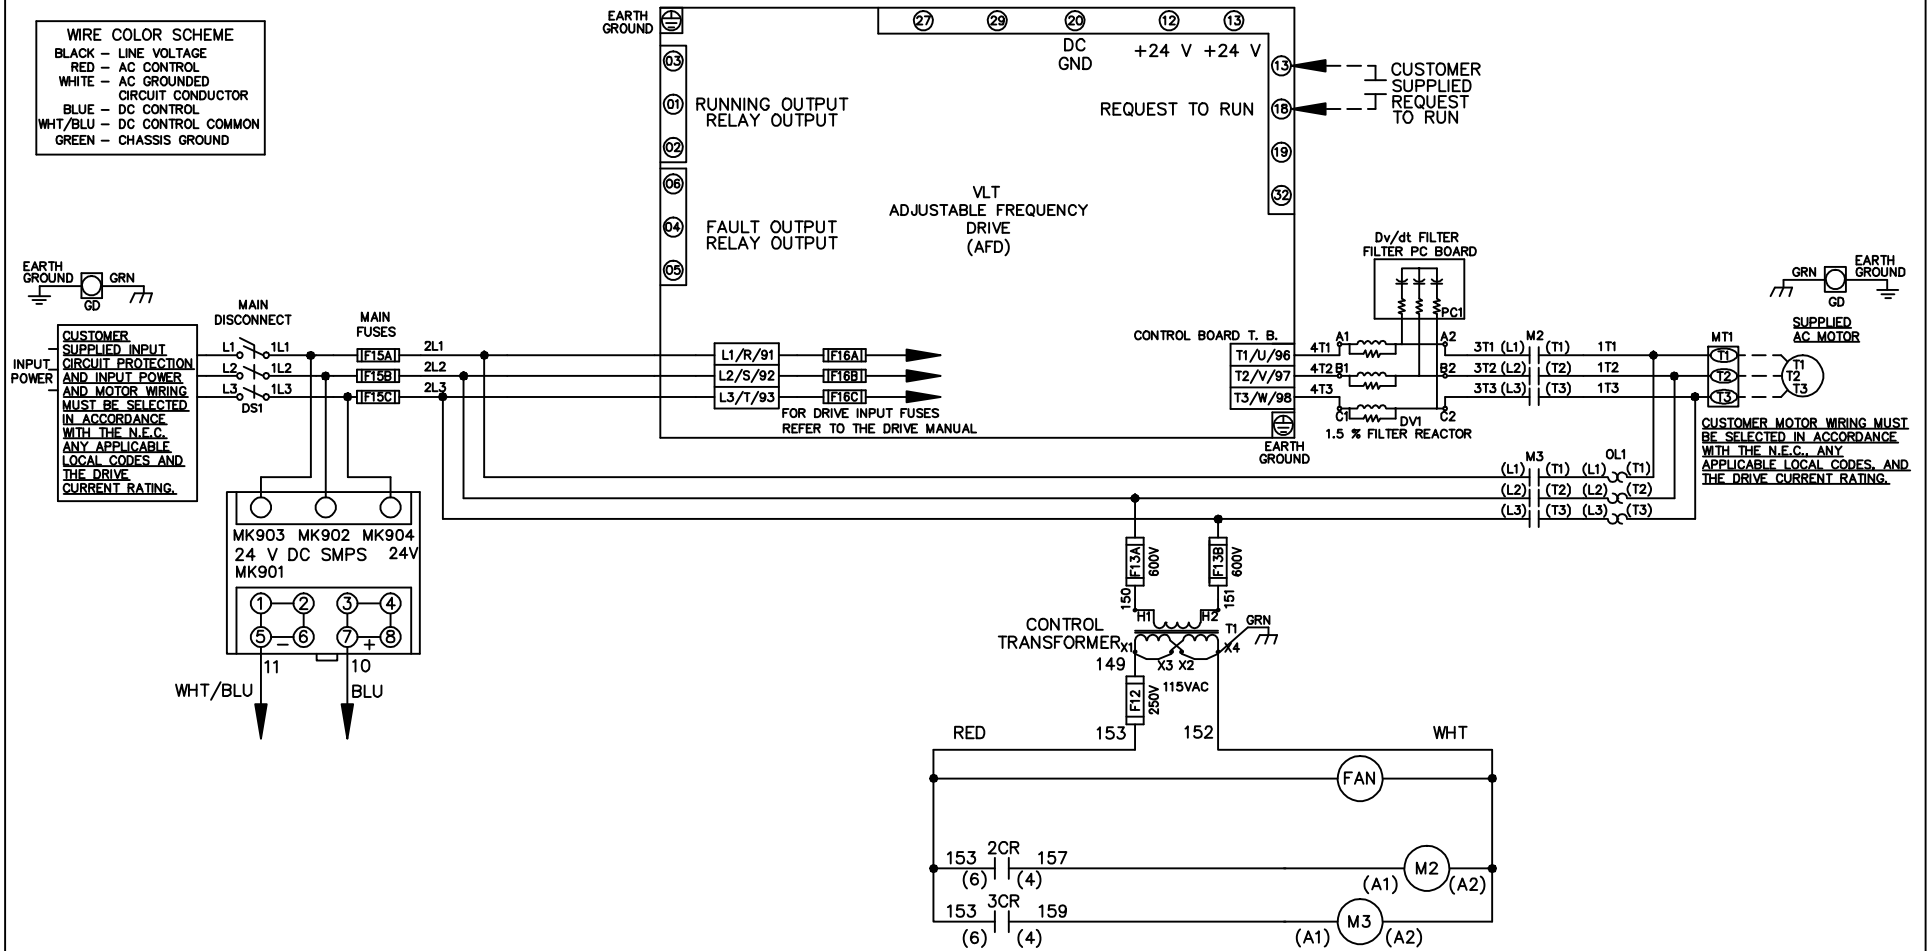 WIRE COLOR SCHEME
BLACK – LINE VOLTAGE
RED – AC CONTROL
WHITE – AC GROUNDED
CIRCUIT CONDUCTOR
BLUE – DC CONTROL
WHT/BLU – DC CONTROL COMMON
GREEN – CHASSIS GROUND
EARTH
GROUND
27 29 20 12 13
DC
GND
+24 V +24 V
03
01
02
RUNNING OUTPUT
RELAY OUTPUT
06
04
05
FAULT OUTPUT
RELAY OUTPUT
VLT
ADJUSTABLE FREQUENCY
DRIVE
(AFD)
REQUEST TO RUN
13
18
19
32
CUSTOMER
SUPPLIED
REQUEST
TO RUN
EARTH
GROUND
GRN
GD
INPUT
POWER
CUSTOMER
SUPPLIED INPUT
CIRCUIT PROTECTION
AND INPUT POWER
AND MOTOR WIRING
MUST BE SELECTED
IN ACCORDANCE
WITH THE N.E.C.
ANY APPLICABLE
LOCAL CODES AND
THE DRIVE
CURRENT RATING.
MAIN
DISCONNECT
L1 1L1
L2 1L2
L3 1L3
DS1
MAIN
FUSES
F15A 2L1
F15B 2L2
F15C 2L3
L1/R/91 F16A
L2/S/92 F16B
L3/T/93 F16C
FOR DRIVE INPUT FUSES
REFER TO THE DRIVE MANUAL
CONTROL BOARD T. B.
T1/U/96 4T1
T2/V/97 4T2
T3/W/98 4T3
EARTH
GROUND
Dv/dt FILTER
FILTER PC BOARD
PC1
A1 A2
B1 B2
C1 C2
DV1
1.5 % FILTER REACTOR
M2
3T1 (L1) (T1) 1T1
3T2 (L2) (T2) 1T2
3T3 (L3) (T3) 1T3
MT1
T1
T2
T3
GRN
GD
EARTH
GROUND
SUPPLIED
AC MOTOR
T1
T2
T3
CUSTOMER MOTOR WIRING MUST
BE SELECTED IN ACCORDANCE
WITH THE N.E.C., ANY
APPLICABLE LOCAL CODES, AND
THE DRIVE CURRENT RATING.
M3 OL1
(L1) (T1) (L1) (T1)
(L2) (T2) (L2) (T2)
(L3) (T3) (L3) (T3)
MK903 MK902 MK904
24 V DC SMPS 24V
MK901
1 2 3 4
5 – 6 7 + 8
11 10
WHT/BLU BLU
F13A
600V
F13B
600V
150
151
H1 H2
CONTROL
TRANSFORMER
T1
GRN
X1 X3 X2 X4
149
115VAC
F12
250V
RED 153 152 WHT
FAN
153 2CR 157
(6) (4)
M2
(A1) (A2)
153 3CR 159
(6) (4)
M3
(A1) (A2)